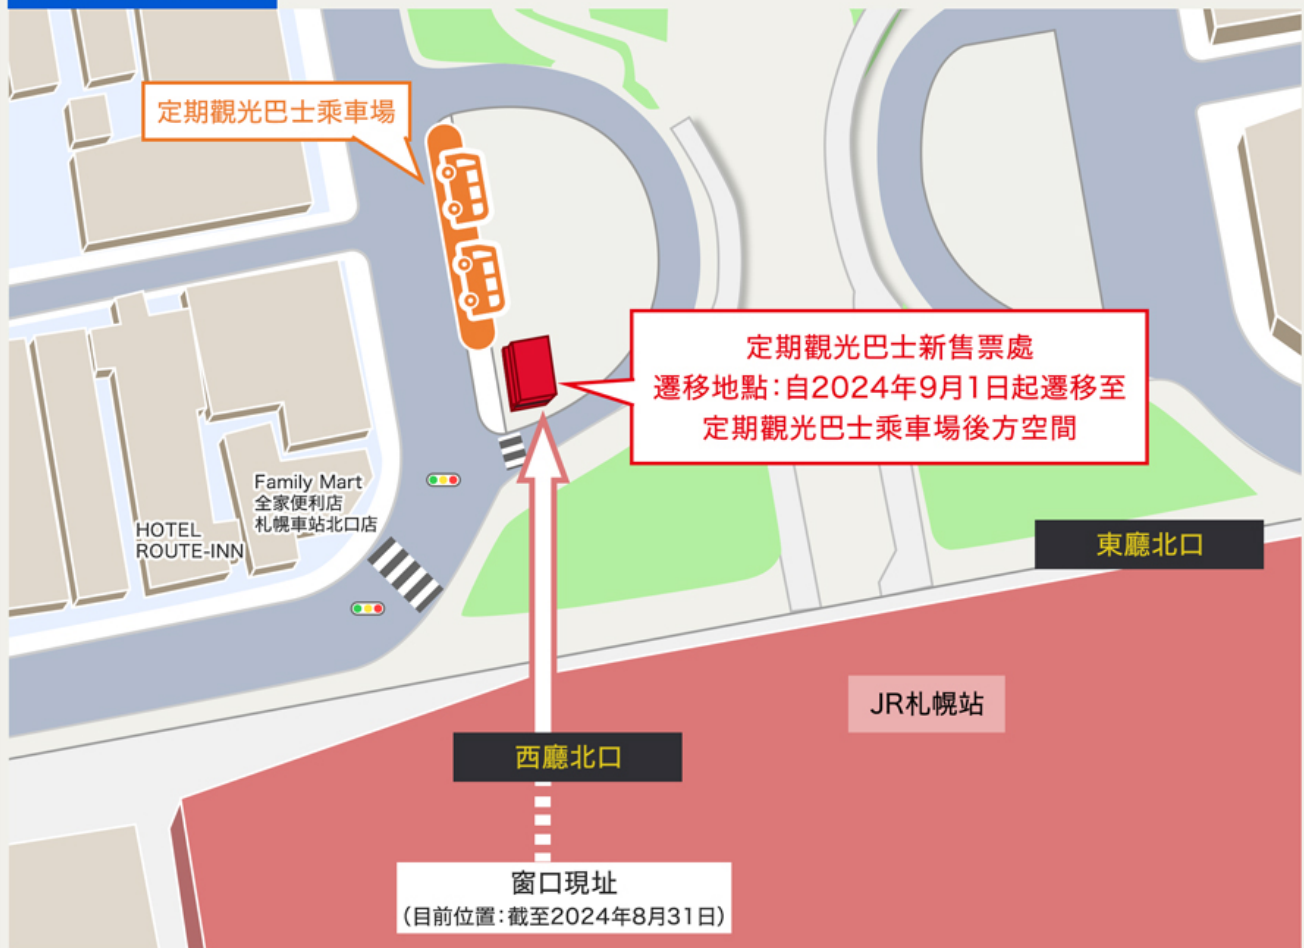 定期觀光巴士乘車場
定期觀光巴士新售票處
遷移地點：自2024年9月1日起遷移至
定期觀光巴士乘車場後方空間
Family Mart
全家便利店
札幌車站北口店
HOTEL
ROUTE-INN
東廳北口
JR札幌站
西廳北口
窗口現址
(目前位置：截至2024年8月31日)